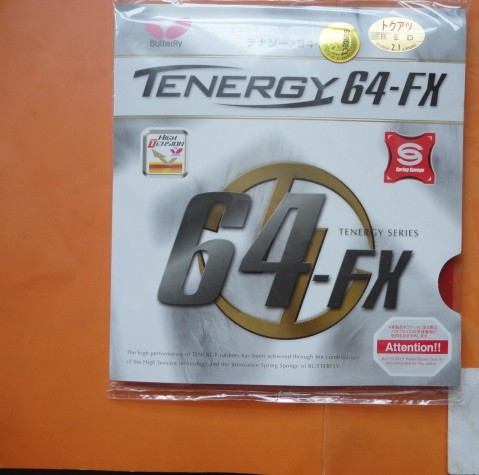 Butterfly
テナジー・64-
トクアツ
RED
2.1
TENERGY 64-FX
HIGH
TENSION
Spring Sponge
64-FX
TENERGY SERIES
Attention!!
The high performance of TENERGY rubbers has been achieved through the combination
of the High Tension technology and the innovative Spring Sponge of BUTTERFLY.